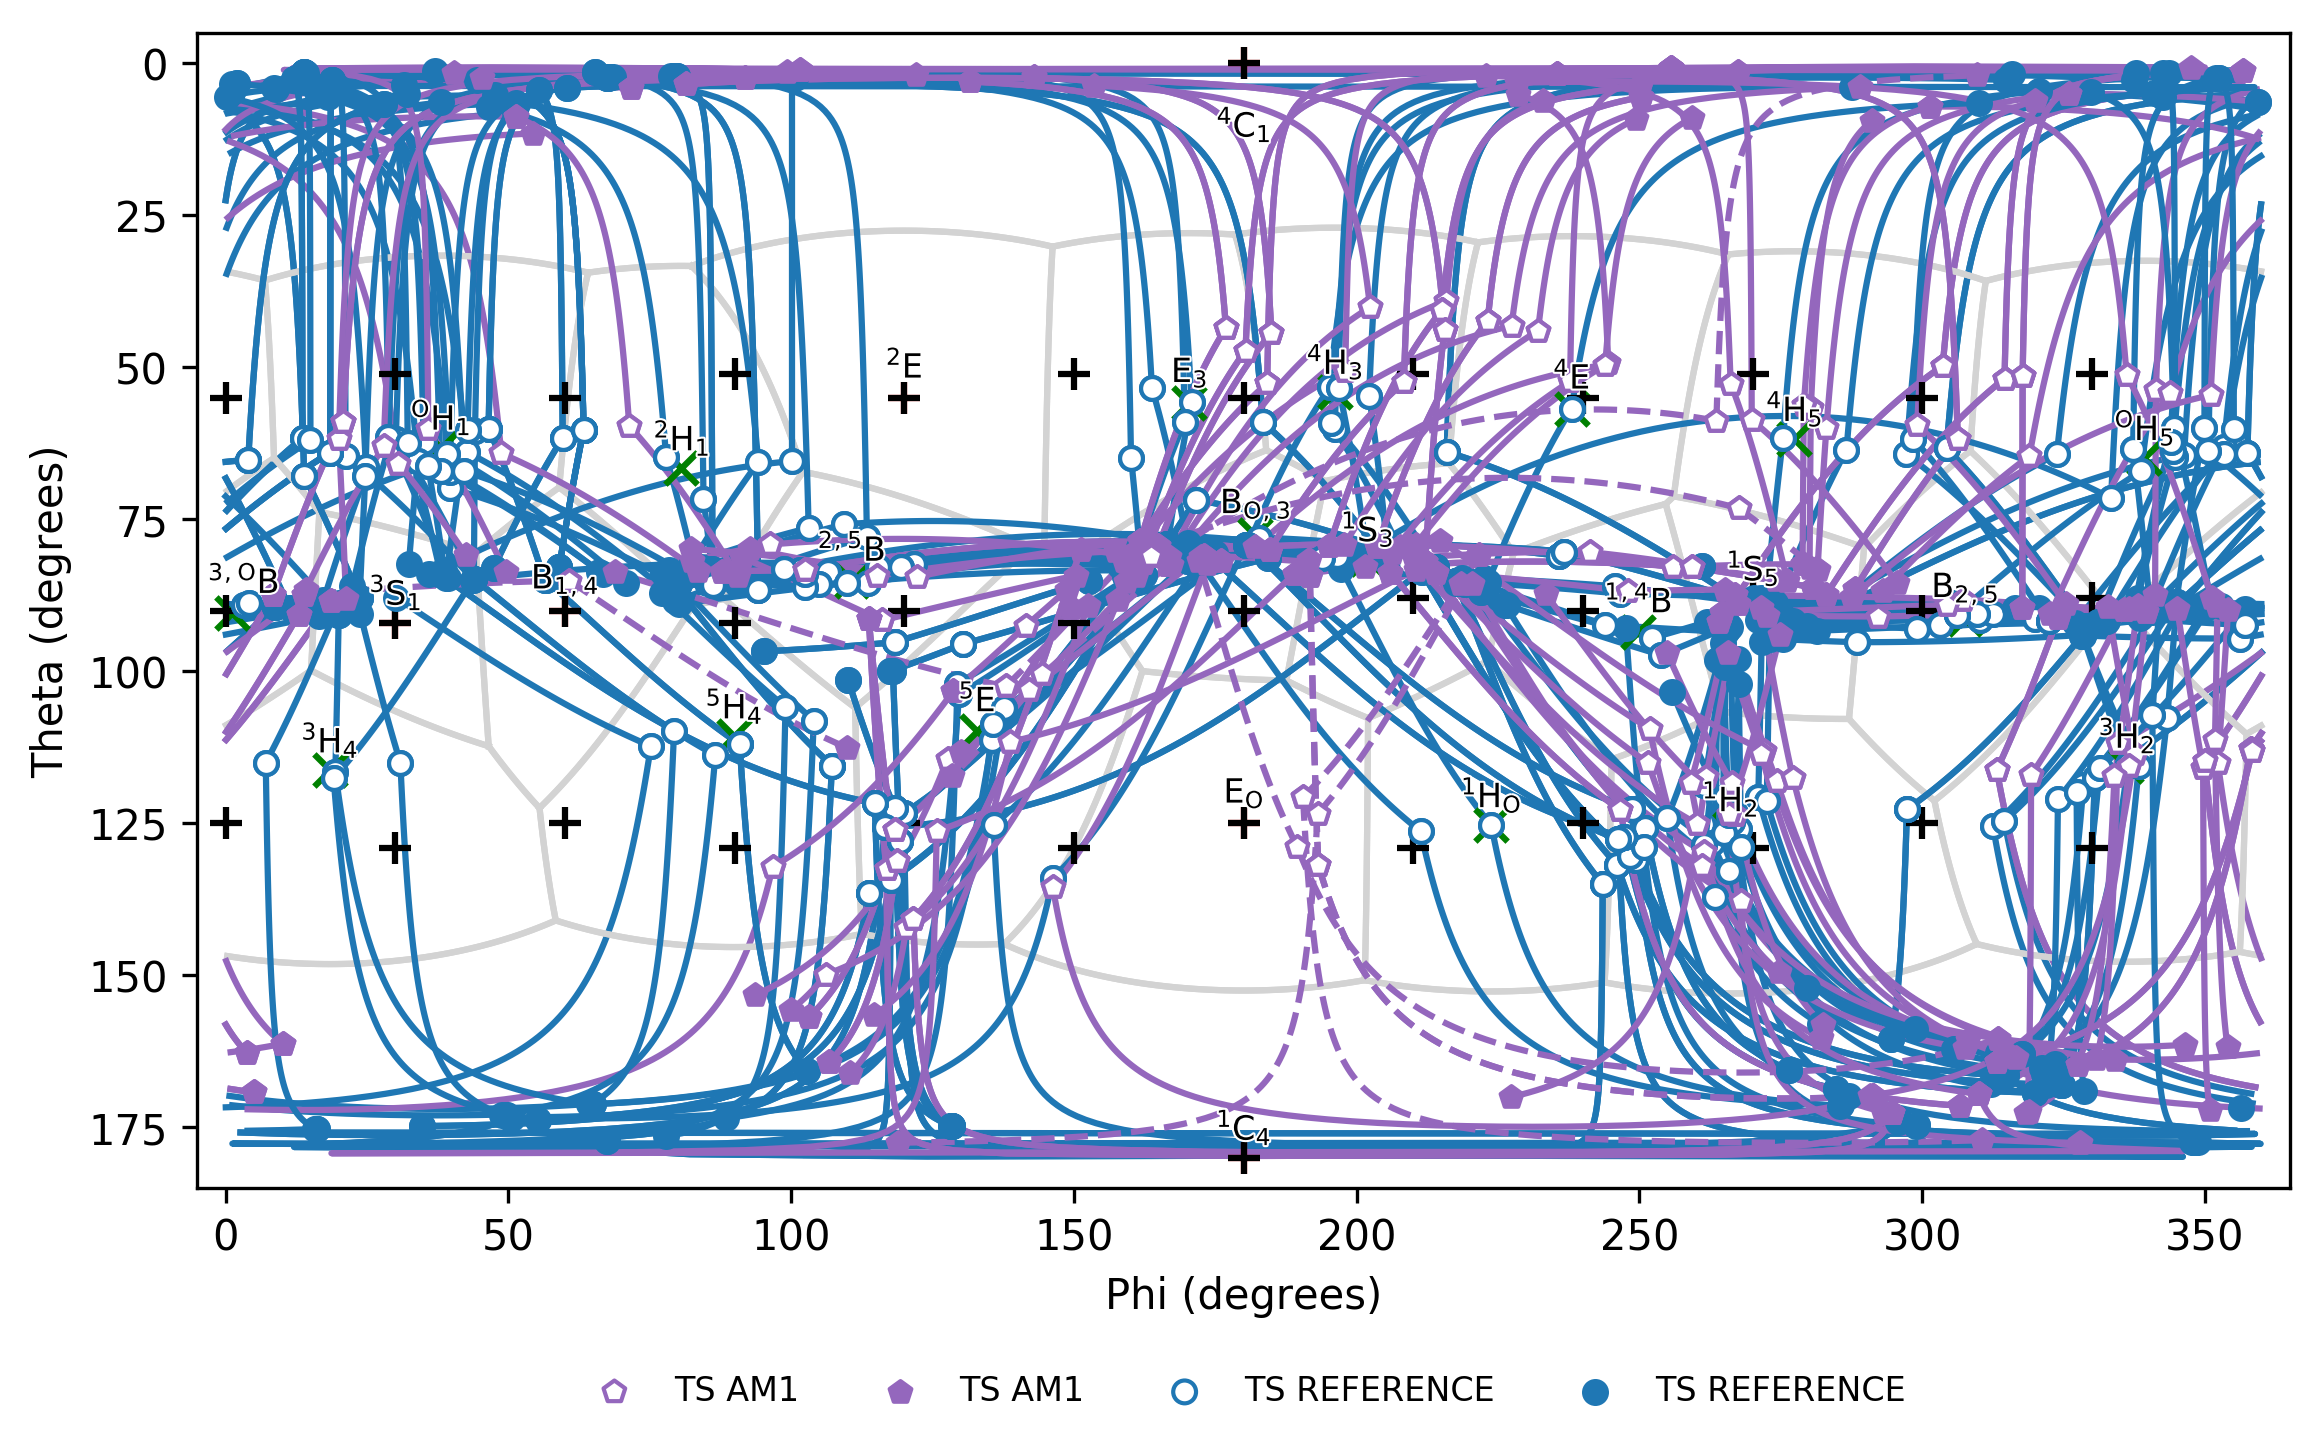 0
25
50
75
100
125
150
175
Theta (degrees)
⁴C₁
²E
E₃
⁴H₃
⁴E
⁴H₅
ᴼH₁
²H₁
ᴼH₅
B_O,₃
¹S₃
²,⁵B
¹S₅
³,ᴼB
³S₁
B₁,₄
¹,⁴B
B₂,₅
⁵E
⁵H₄
³H₄
³H₂
E_O
¹H_O
¹H₂
¹C₄
0 50 100 150 200 250 300 350
Phi (degrees)
TS AM1 TS AM1 TS REFERENCE TS REFERENCE